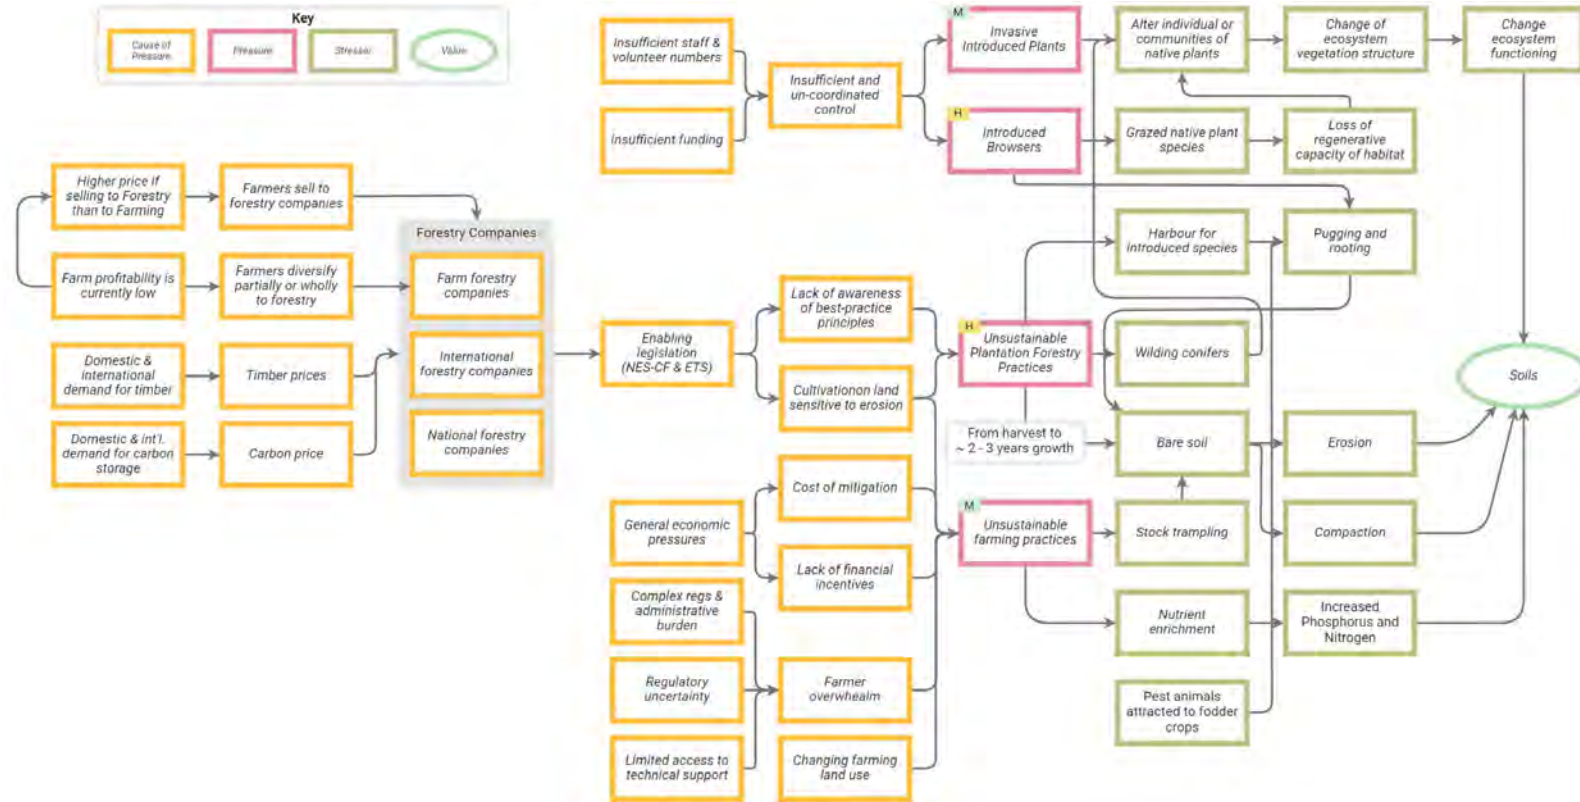 Key
Cause of
Pressure
Pressure
Stressor
Value
Insufficient staff &
volunteer numbers
Insufficient funding
Insufficient and
un-coordinated
control
M
Invasive
Introduced Plants
H
Introduced
Browsers
Alter individual or
communities of
native plants
Change of
ecosystem
vegetation structure
Change
ecosystem
functioning
Grazed native plant
species
Loss of
regenerative
capacity of habitat
Higher price if
selling to Forestry
than to Farming
Farmers sell to
forestry companies
Farm profitability is
currently low
Farmers diversify
partially or wholly
to forestry
Domestic &
international
demand for timber
Timber prices
Domestic & int'l.
demand for carbon
storage
Carbon price
Forestry Companies
Farm forestry
companies
International
forestry companies
National forestry
companies
Enabling
legislation
(NES-CF & ETS)
Lack of awareness
of best-practice
principles
Cultivationon land
sensitive to erosion
H
Unsustainable
Plantation Forestry
Practices
Harbour for
introduced species
Pugging and
rooting
Wilding conifers
From harvest to
~ 2 - 3 years growth
Bare soil
Erosion
Soils
General economic
pressures
Cost of mitigation
Lack of financial
incentives
M
Unsustainable
farming practices
Stock trampling
Compaction
Complex regs &
administrative
burden
Regulatory
uncertainty
Limited access to
technical support
Farmer
overwhealm
Changing farming
land use
Nutrient
enrichment
Increased
Phosphorus and
Nitrogen
Pest animals
attracted to fodder
crops